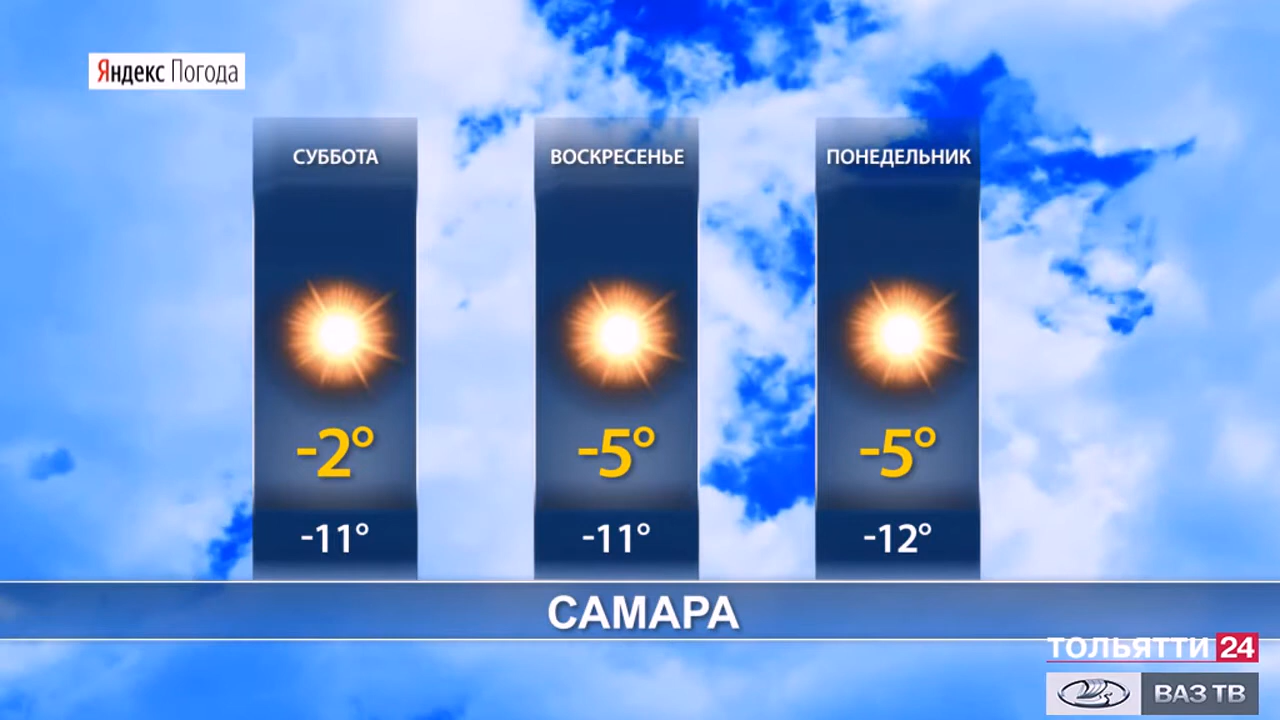 Яндекс Погода
СУББОТА
-2°
-11°
ВОСКРЕСЕНЬЕ
-5°
-11°
ПОНЕДЕЛЬНИК
-5°
-12°
САМАРА
ТОЛЬЯТТИ 24
ВАЗ ТВ